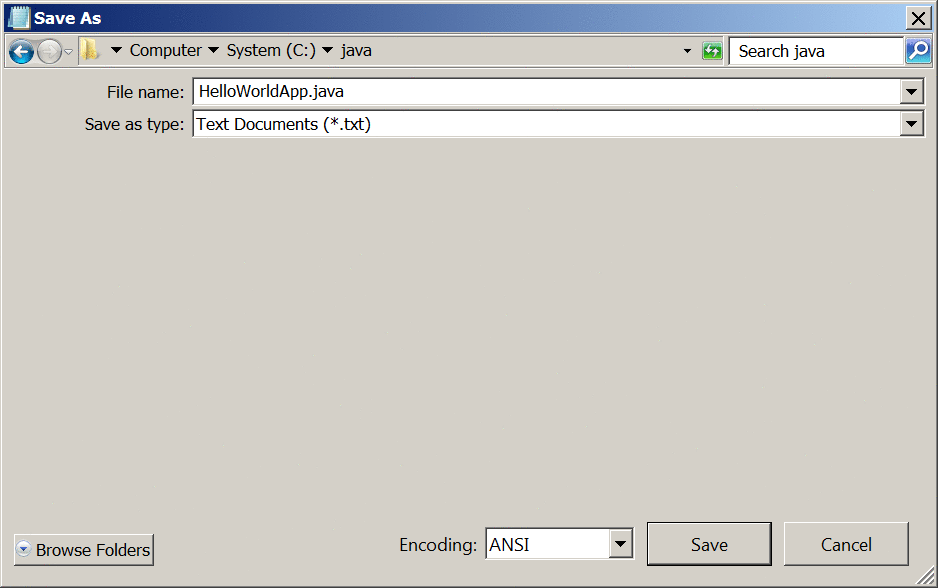 Save As
Computer System (C:) java Search java
File name: HelloWorldApp.java
Save as type: Text Documents (*.txt)
Browse Folders Encoding: ANSI Save Cancel